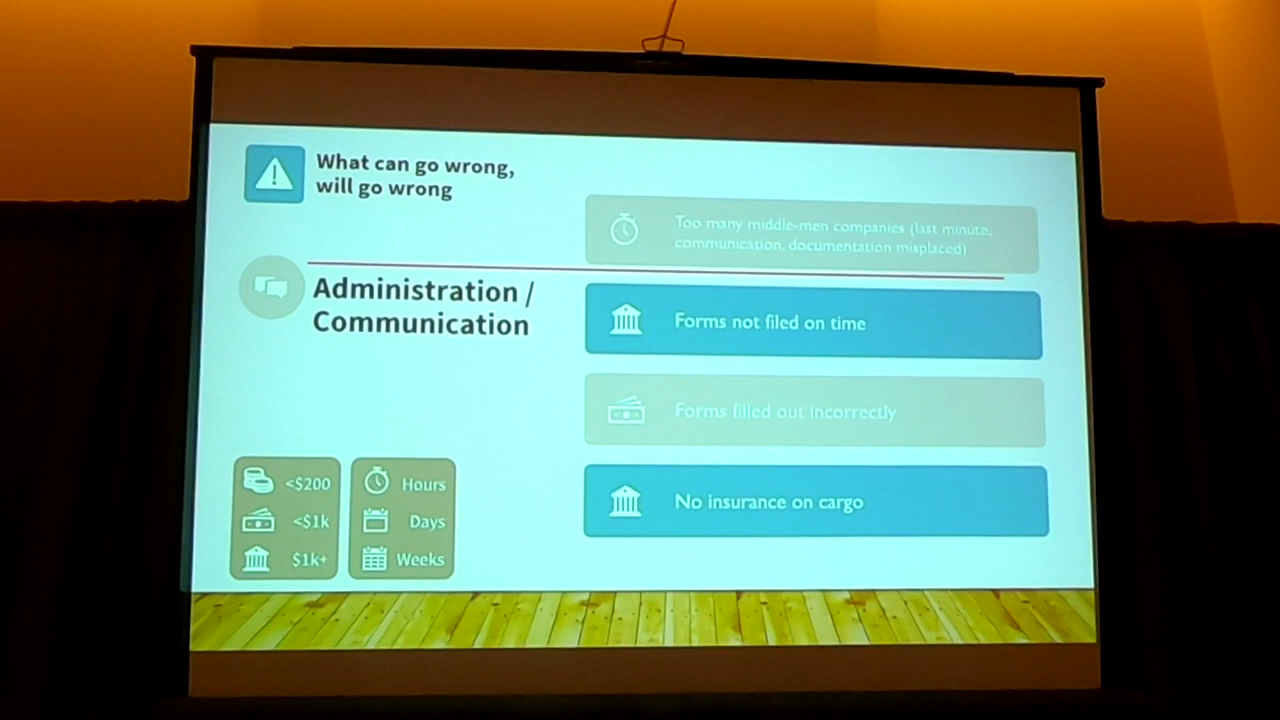 What can go wrong,
will go wrong
Too many middle-men companies (last minute,
communication, documentation misplaced)
Administration /
Communication
Forms not filed on time
Forms filled out incorrectly
No insurance on cargo
<$200
<$1k
$1k+
Hours
Days
Weeks